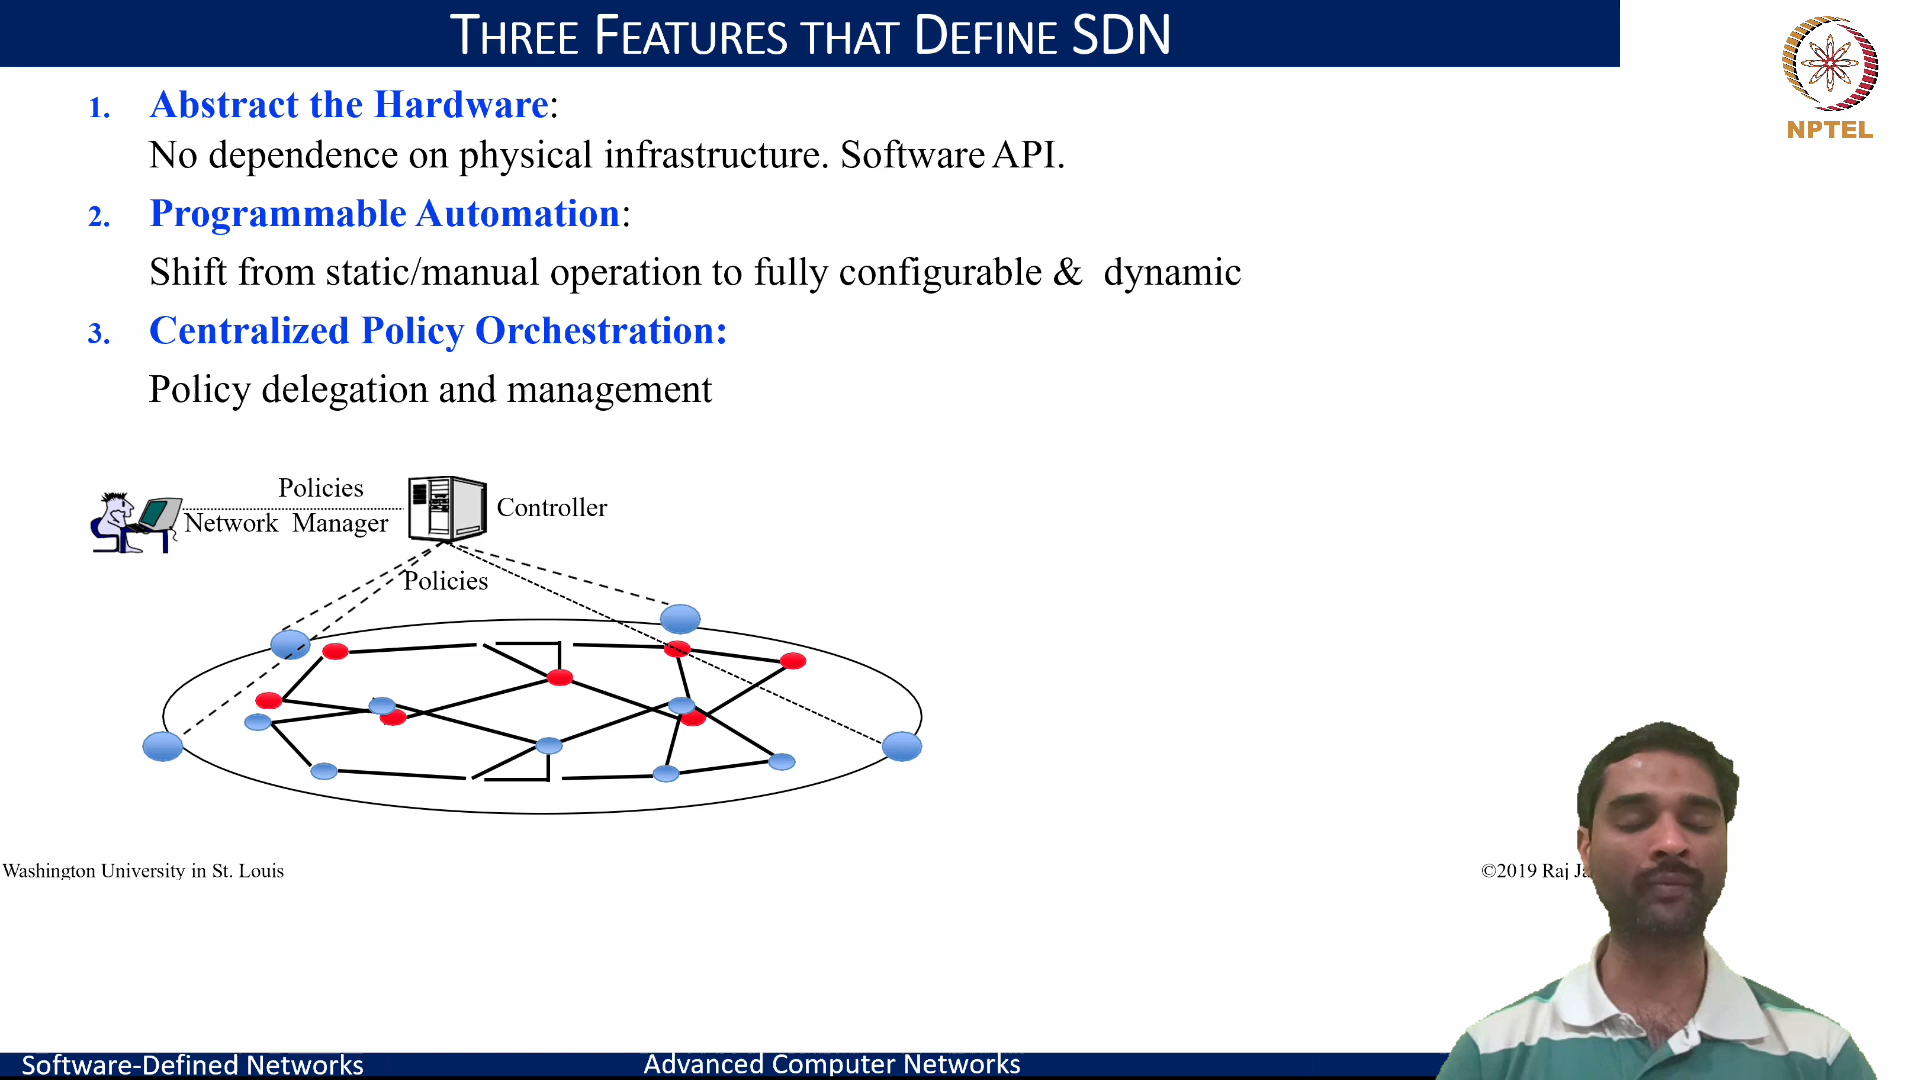 THREE FEATURES THAT DEFINE SDN
NPTEL
1. Abstract the Hardware:
No dependence on physical infrastructure. Software API.
2. Programmable Automation:
Shift from static/manual operation to fully configurable & dynamic
3. Centralized Policy Orchestration:
Policy delegation and management
Policies
Network Manager
Controller
Policies
Washington University in St. Louis
©2019 Raj
Software-Defined Networks
Advanced Computer Networks